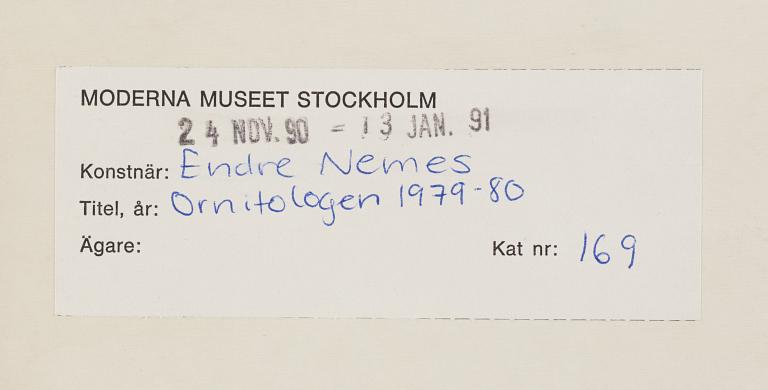 MODERNA MUSEET STOCKHOLM
24 NOV. 90 = 13 JAN. 91
Konstnär: Endre Nemes
Titel, år: Ornitologen 1979-80
Ägare: Kat nr: 169